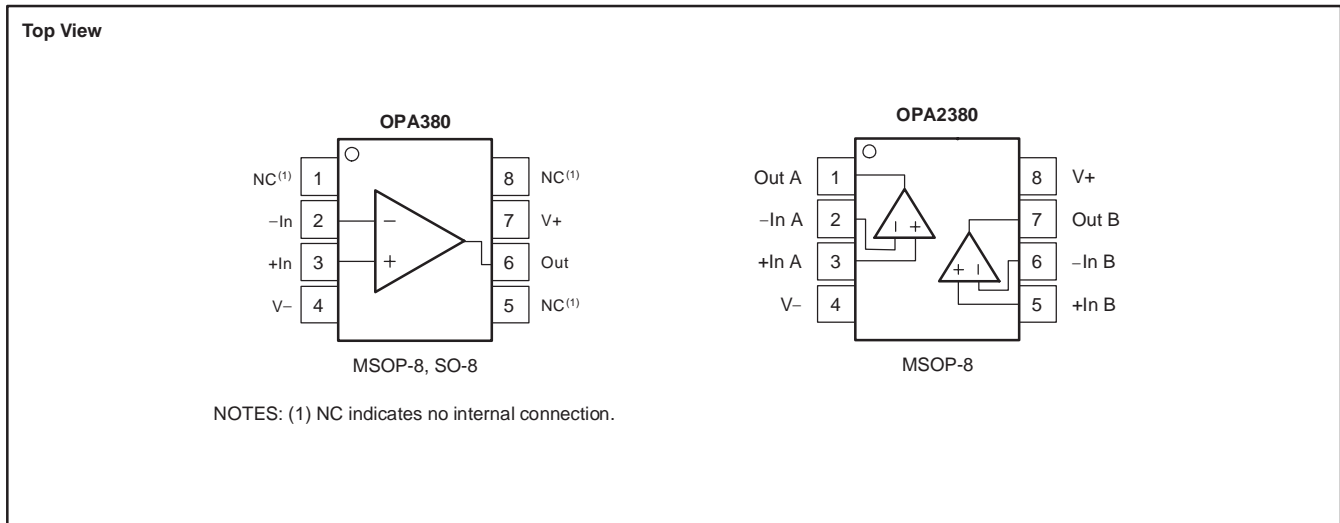 Top View
OPA380
NC(1) 1 8 NC(1)
−In 2 − 7 V+
+In 3 + 6 Out
V− 4 5 NC(1)
MSOP-8, SO-8
NOTES: (1) NC indicates no internal connection.
OPA2380
Out A 1 8 V+
−In A 2 − + 7 Out B
+In A 3 + − 6 −In B
V− 4 5 +In B
MSOP-8